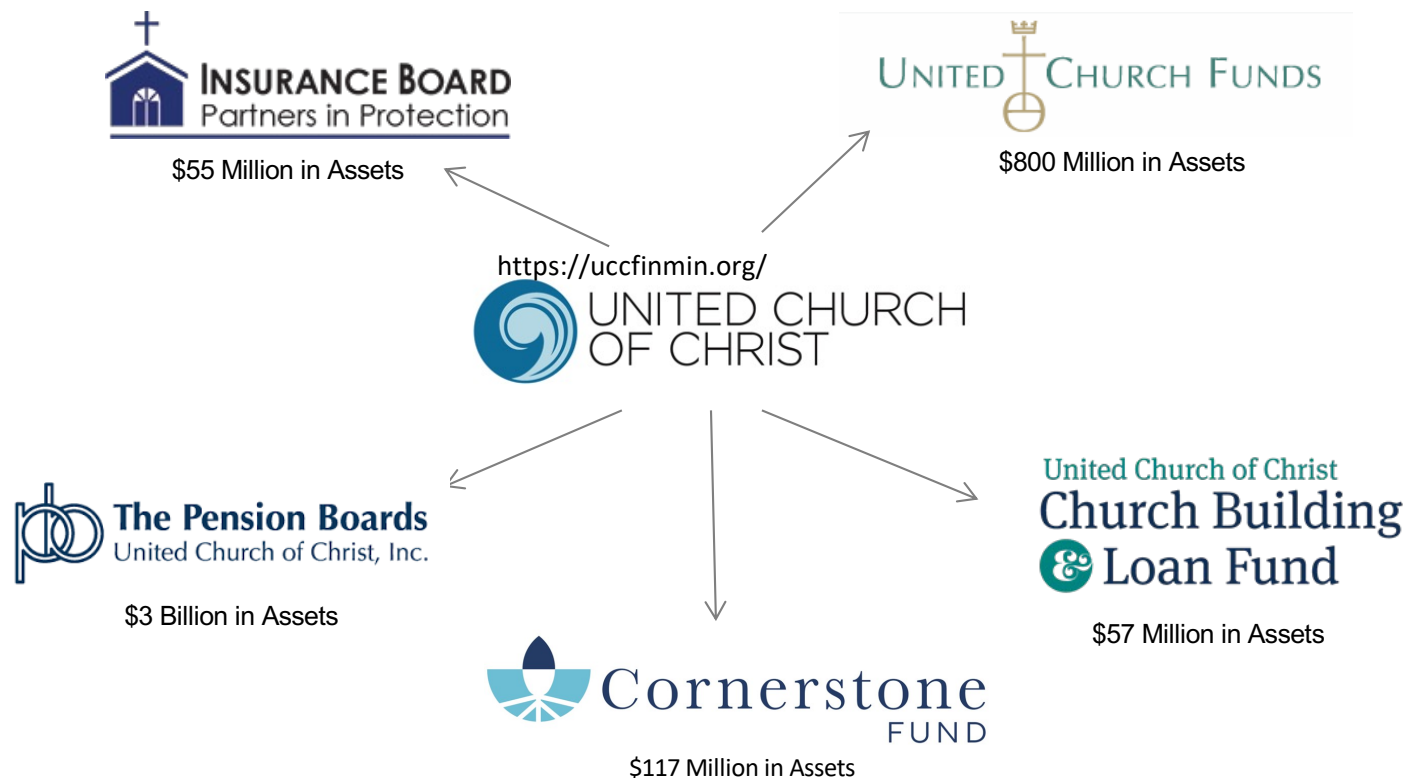 INSURANCE BOARD
Partners in Protection
$55 Million in Assets
UNITED CHURCH FUNDS
$800 Million in Assets
https://uccfinmin.org/
UNITED CHURCH
OF CHRIST
The Pension Boards
United Church of Christ, Inc.
$3 Billion in Assets
United Church of Christ
Church Building
& Loan Fund
$57 Million in Assets
Cornerstone
FUND
$117 Million in Assets